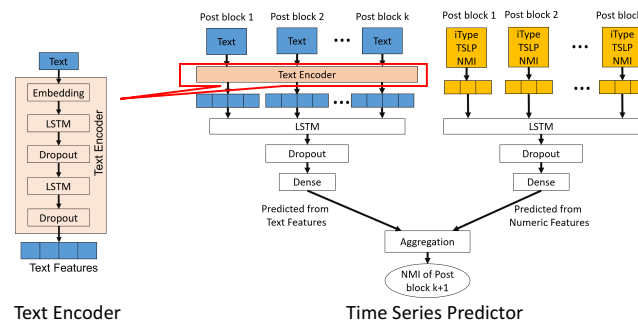 Post block 1
Post block 2
Post block k
Post block 1
Post block 2
Post block
Text
Text
Text
Text
iType
TSLP
NMI
iType
TSLP
NMI
iType
TSLP
NMI
Text Encoder
Embedding
LSTM
Dropout
LSTM
Dropout
Text Encoder
Text Features
LSTM
LSTM
Dropout
Dropout
Dense
Dense
Predicted from
Text Features
Predicted from
Numeric Features
Aggregation
NMI of Post
block k+1
Text Encoder
Time Series Predictor